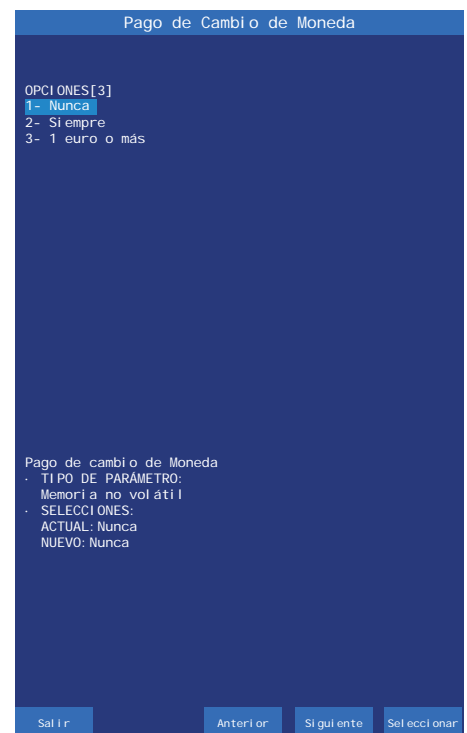 Pago de Cambio de Moneda
OPCIONES[3]
1- Nunca
2- Siempre
3- 1 euro o más
Pago de cambio de Moneda
· TIPO DE PARÁMETRO:
Memoria no volátil
· SELECCIONES:
ACTUAL: Nunca
NUEVO: Nunca
Salir Anterior Siguiente Seleccionar